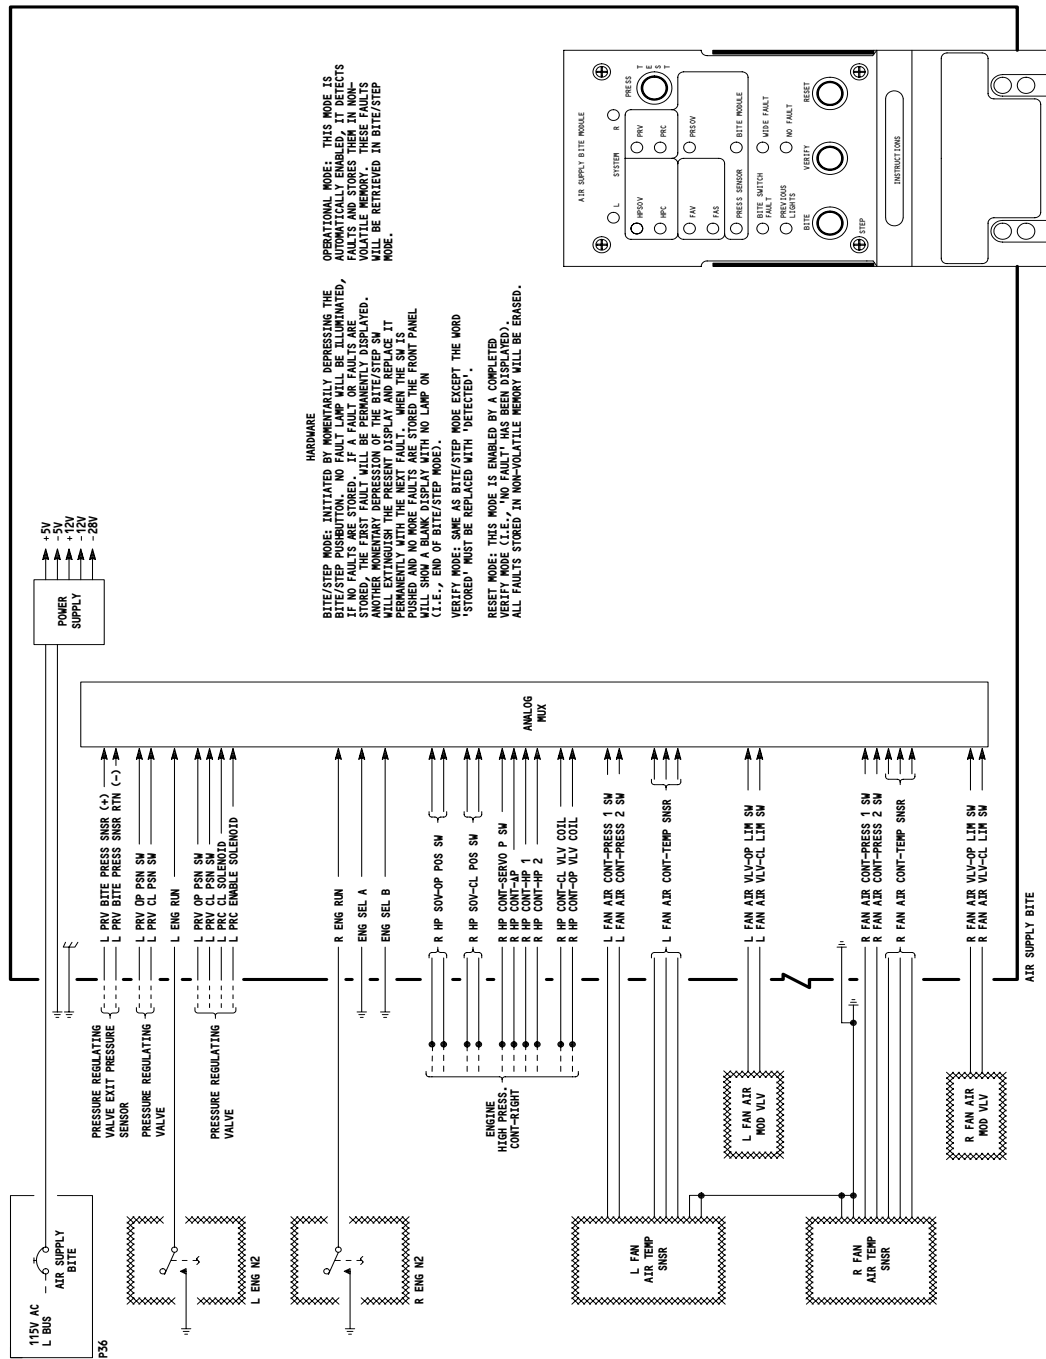 115V AC
L BUS
AIR SUPPLY
BITE
P36
POWER
SUPPLY
+5V
-5V
+12V
-12V
-28V
PRESSURE REGULATING
VALVE EXIT PRESSURE
SENSOR
L PRV BITE PRESS SNSR (+)
L PRV BITE PRESS SNSR RTN (-)
PRESSURE REGULATING
VALVE
L PRV OP PSN SW
L PRV CL PSN SW
L ENG RUN
L ENG N2
PRESSURE REGULATING
VALVE
L PRV OP PSN SW
L PRV CL PSN SW
L PRC CL SOLENOID
L PRC ENABLE SOLENOID
R ENG RUN
R ENG N2
ENG SEL A
ENG SEL B
ENGINE
HIGH PRESS.
CONT-RIGHT
R HP SOV-OP POS SW
R HP SOV-CL POS SW
R HP CONT-SERVO P SW
R HP CONT-ΔP
R HP CONT-HP 1
R HP CONT-HP 2
R HP CONT-CL VLV COIL
R HP CONT-OP VLV COIL
L FAN
AIR TEMP
SNSR
L FAN AIR CONT-PRESS 1 SW
L FAN AIR CONT-PRESS 2 SW
L FAN AIR CONT-TEMP SNSR
L FAN AIR
MOD VLV
L FAN AIR VLV-OP LIM SW
L FAN AIR VLV-CL LIM SW
R FAN
AIR TEMP
SNSR
R FAN AIR CONT-PRESS 1 SW
R FAN AIR CONT-PRESS 2 SW
R FAN AIR CONT-TEMP SNSR
R FAN AIR
MOD VLV
R FAN AIR VLV-OP LIM SW
R FAN AIR VLV-CL LIM SW
ANALOG
MUX
AIR SUPPLY BITE
HARDWARE
BITE/STEP MODE: INITIATED BY MOMENTARILY DEPRESSING THE
BITE/STEP PUSHBUTTON. NO FAULT LAMP WILL BE ILLUMINATED,
IF NO FAULTS ARE STORED. IF A FAULT OR FAULTS ARE
STORED, THE FIRST FAULT WILL BE PERMANENTLY DISPLAYED.
ANOTHER MONENTARY DEPRESSION OF THE BITE/STEP SW
WILL EXTINGUISH THE PRESENT DISPLAY AND REPLACE IT
PERMANENTLY WITH THE NEXT FAULT. WHEN THE SW IS
PUSHED AND NO MORE FAULTS ARE STORED THE FRONT PANEL
WILL SHOW A BLANK DISPLAY WITH NO LAMP ON
(I.E., END OF BITE/STEP MODE).
VERIFY MODE: SAME AS BITE/STEP MODE EXCEPT THE WORD
'STORED' MUST BE REPLACED WITH 'DETECTED'.
RESET MODE: THIS MODE IS ENABLED BY A COMPLETED
VERIFY MODE (I.E., 'NO FAULT' HAS BEEN DISPLAYED).
ALL FAULTS STORED IN NON-VOLATILE MEMORY WILL BE ERASED.
OPERATIONAL MODE: THIS MODE IS
AUTOMATICALLY ENABLED, IT DETECTS
FAULTS AND STORES THEM IN NON-
VOLATILE MEMORY. THESE FAULTS
WILL BE RETRIEVED IN BITE/STEP
MODE.
AIR SUPPLY BITE MODULE
L SYSTEM R
PRESS
TEST
HPSOV PRV
HPC PRC
FAV PRSOV
FAS
PRESS SENSOR BITE MODULE
BITE SWITCH
FAULT
WIDE FAULT
PREVIOUS
LIGHTS
NO FAULT
BITE VERIFY RESET
STEP
INSTRUCTIONS